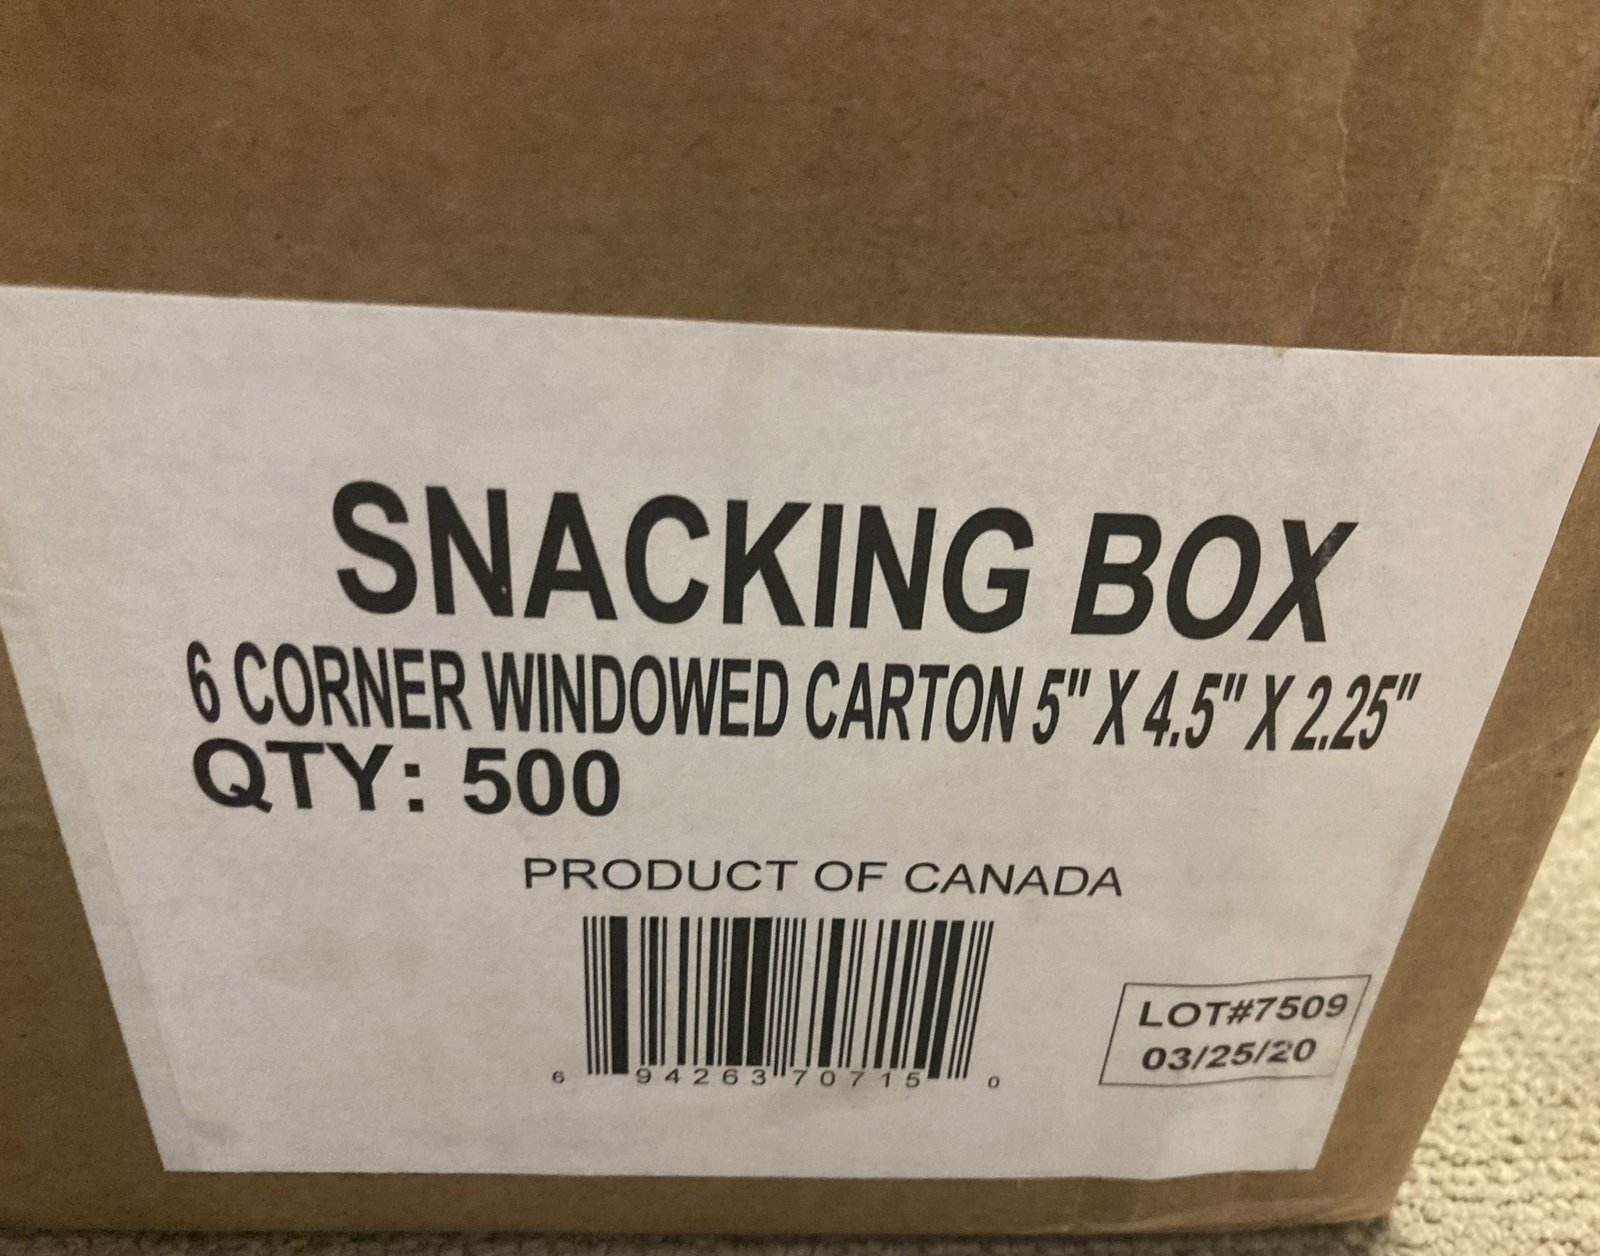 SNACKING BOX
6 CORNER WINDOWED CARTON 5" X 4.5" X 2.25"
QTY: 500
PRODUCT OF CANADA
6 94263 70715 0
LOT#7509
03/25/20